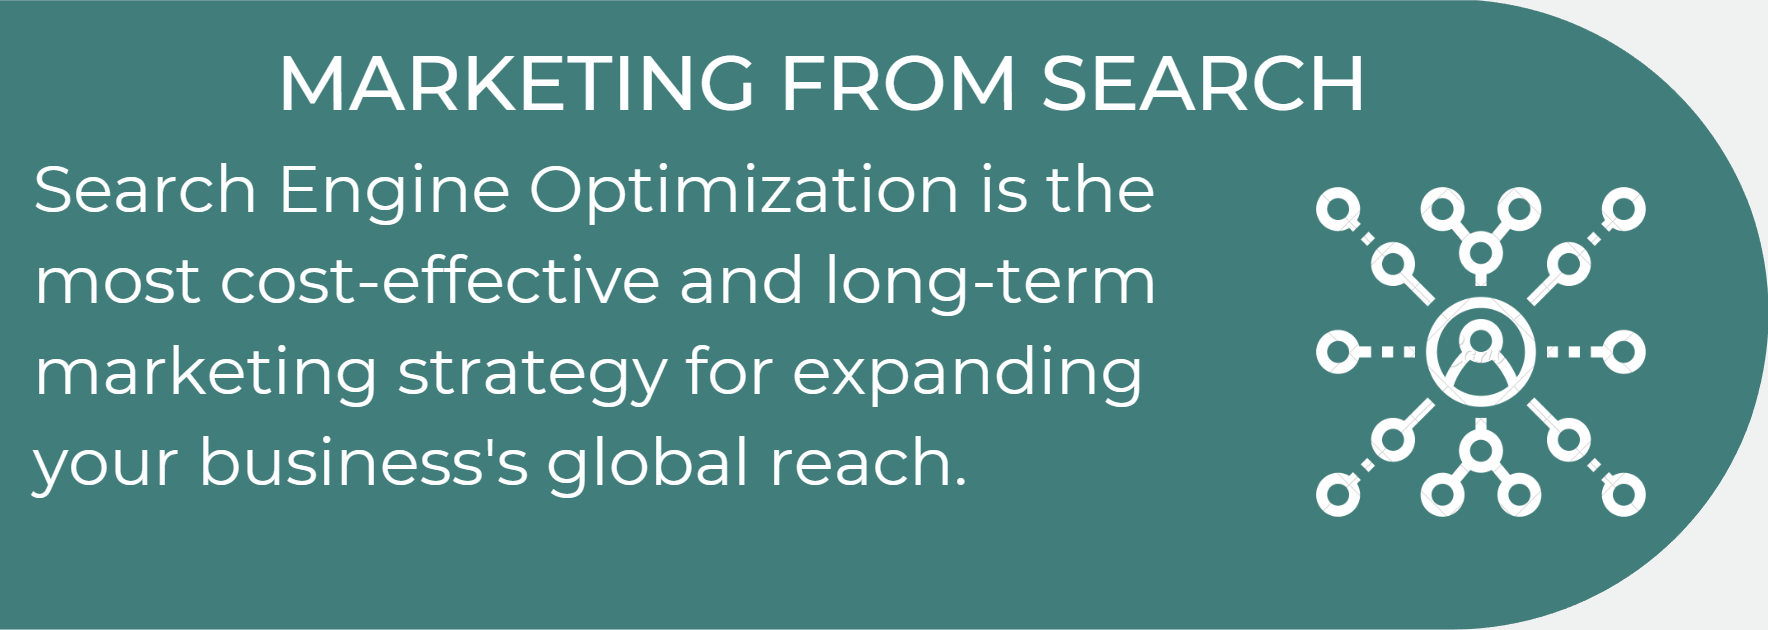 MARKETING FROM SEARCH
Search Engine Optimization is the
most cost-effective and long-term
marketing strategy for expanding
your business's global reach.